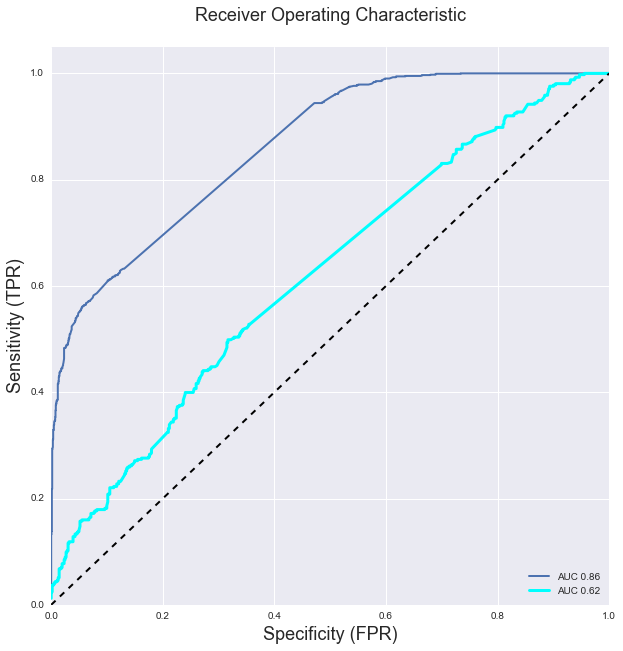 Receiver Operating Characteristic
1.0
0.8
0.6
0.4
0.2
0.0
Sensitivity (TPR)
AUC 0.86
AUC 0.62
0.0 0.2 0.4 0.6 0.8 1.0
Specificity (FPR)